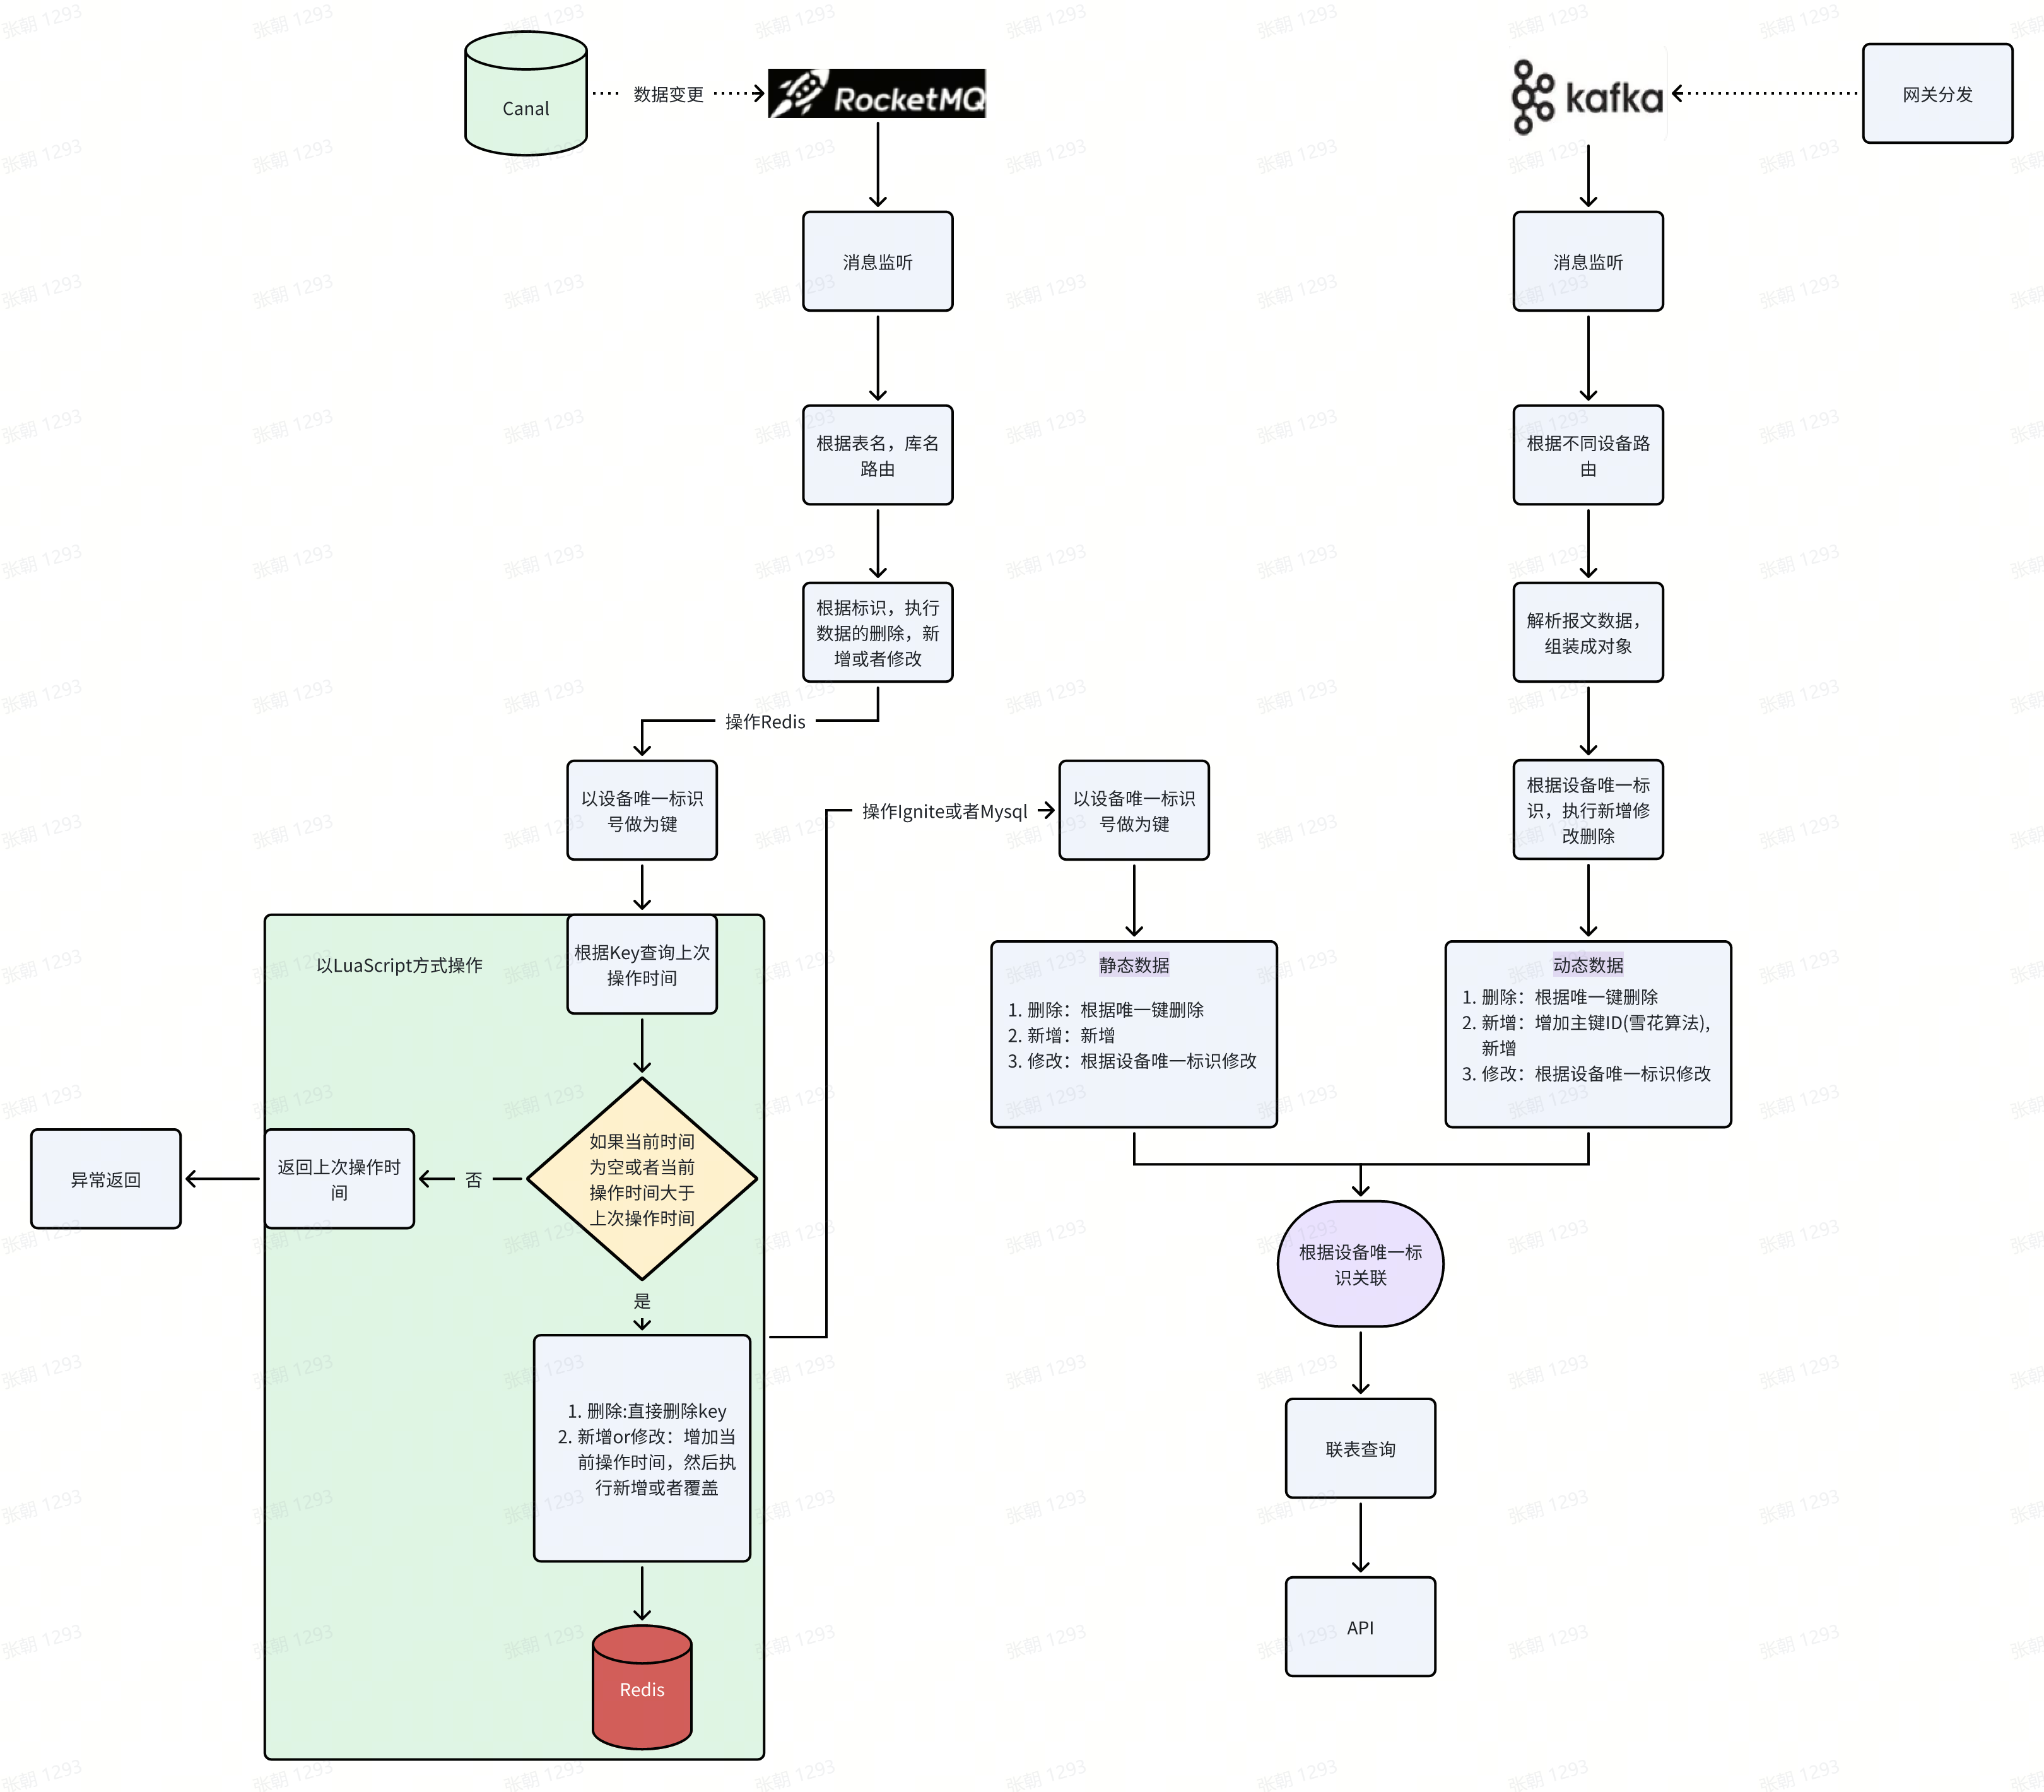 Canal
数据变更
RocketMQ
kafka
网关分发
消息监听
消息监听
根据表名，库名
路由
根据不同设备路
由
根据标识，执行
数据的删除，新
增或者修改
解析报文数据，
组装成对象
操作Redis
以设备唯一标识
号做为键
操作Ignite或者Mysql
以设备唯一标识
号做为键
根据设备唯一标
识，执行新增修
改删除
以LuaScript方式操作
根据Key查询上次
操作时间
静态数据
1. 删除：根据唯一键删除
2. 新增：新增
3. 修改：根据设备唯一标识修改
动态数据
1. 删除：根据唯一键删除
2. 新增：增加主键ID(雪花算法),
新增
3. 修改：根据设备唯一标识修改
如果当前时间
为空或者当前
操作时间大于
上次操作时间
否
返回上次操作时
间
异常返回
是
1. 删除:直接删除key
2. 新增or修改：增加当
前操作时间，然后执
行新增或者覆盖
Redis
根据设备唯一标
识关联
联表查询
API
张朝 1293